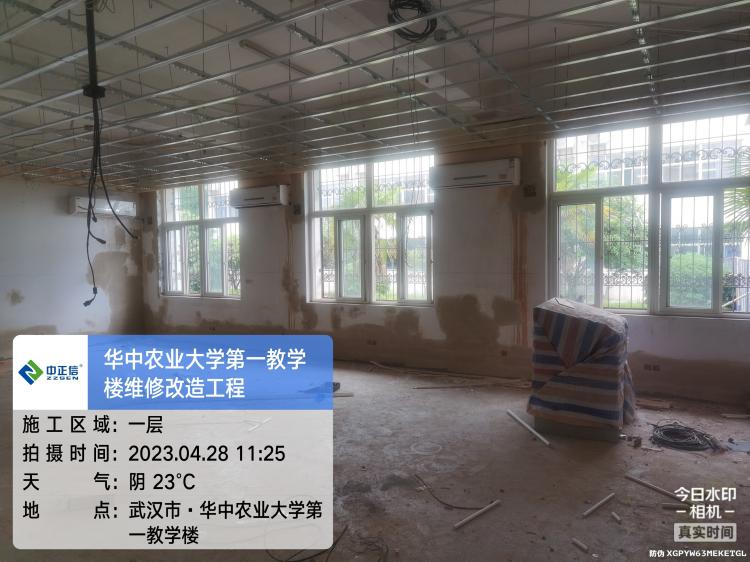 中正信®
ZZGEN
华中农业大学第一教学
楼维修改造工程
施工区域：一层
拍摄时间：2023.04.28 11:25
天气：阴 23℃
地点：武汉市·华中农业大学第
一教学楼
今日水印
相机
真实时间
防伪 XGPYW63MEKETGL